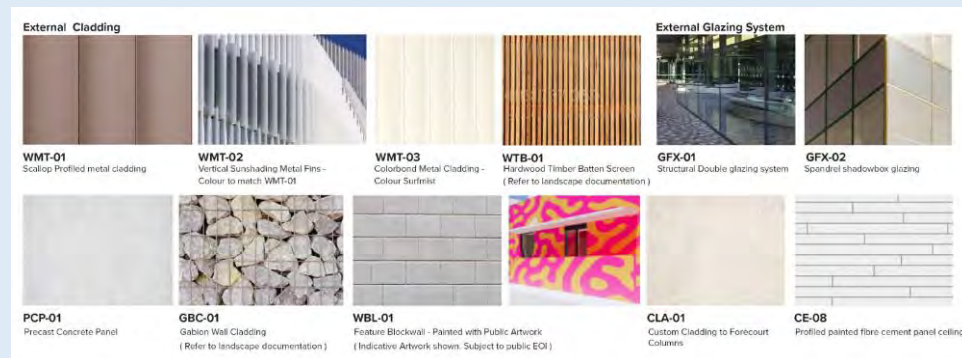 External Cladding
External Glazing System
WMT-01
Scallop Profiled metal cladding
WMT-02
Vertical Sunshading Metal Fins -
Colour to match WMT-01
WMT-03
Colorbond Metal Cladding -
Colour Surfmist
WTB-01
Hardwood Timber Batten Screen
( Refer to landscape documentation )
GFX-01
Structural Double glazing system
GFX-02
Spandrel shadowbox glazing
PCP-01
Precast Concrete Panel
GBC-01
Gabion Wall Cladding
( Refer to landscape documentation )
WBL-01
Feature Blockwall - Painted with Public Artwork
( Indicative Artwork shown. Subject to public EOI )
CLA-01
Custom Cladding to Forecourt
Columns
CE-08
Profiled painted fibre cement panel ceiling